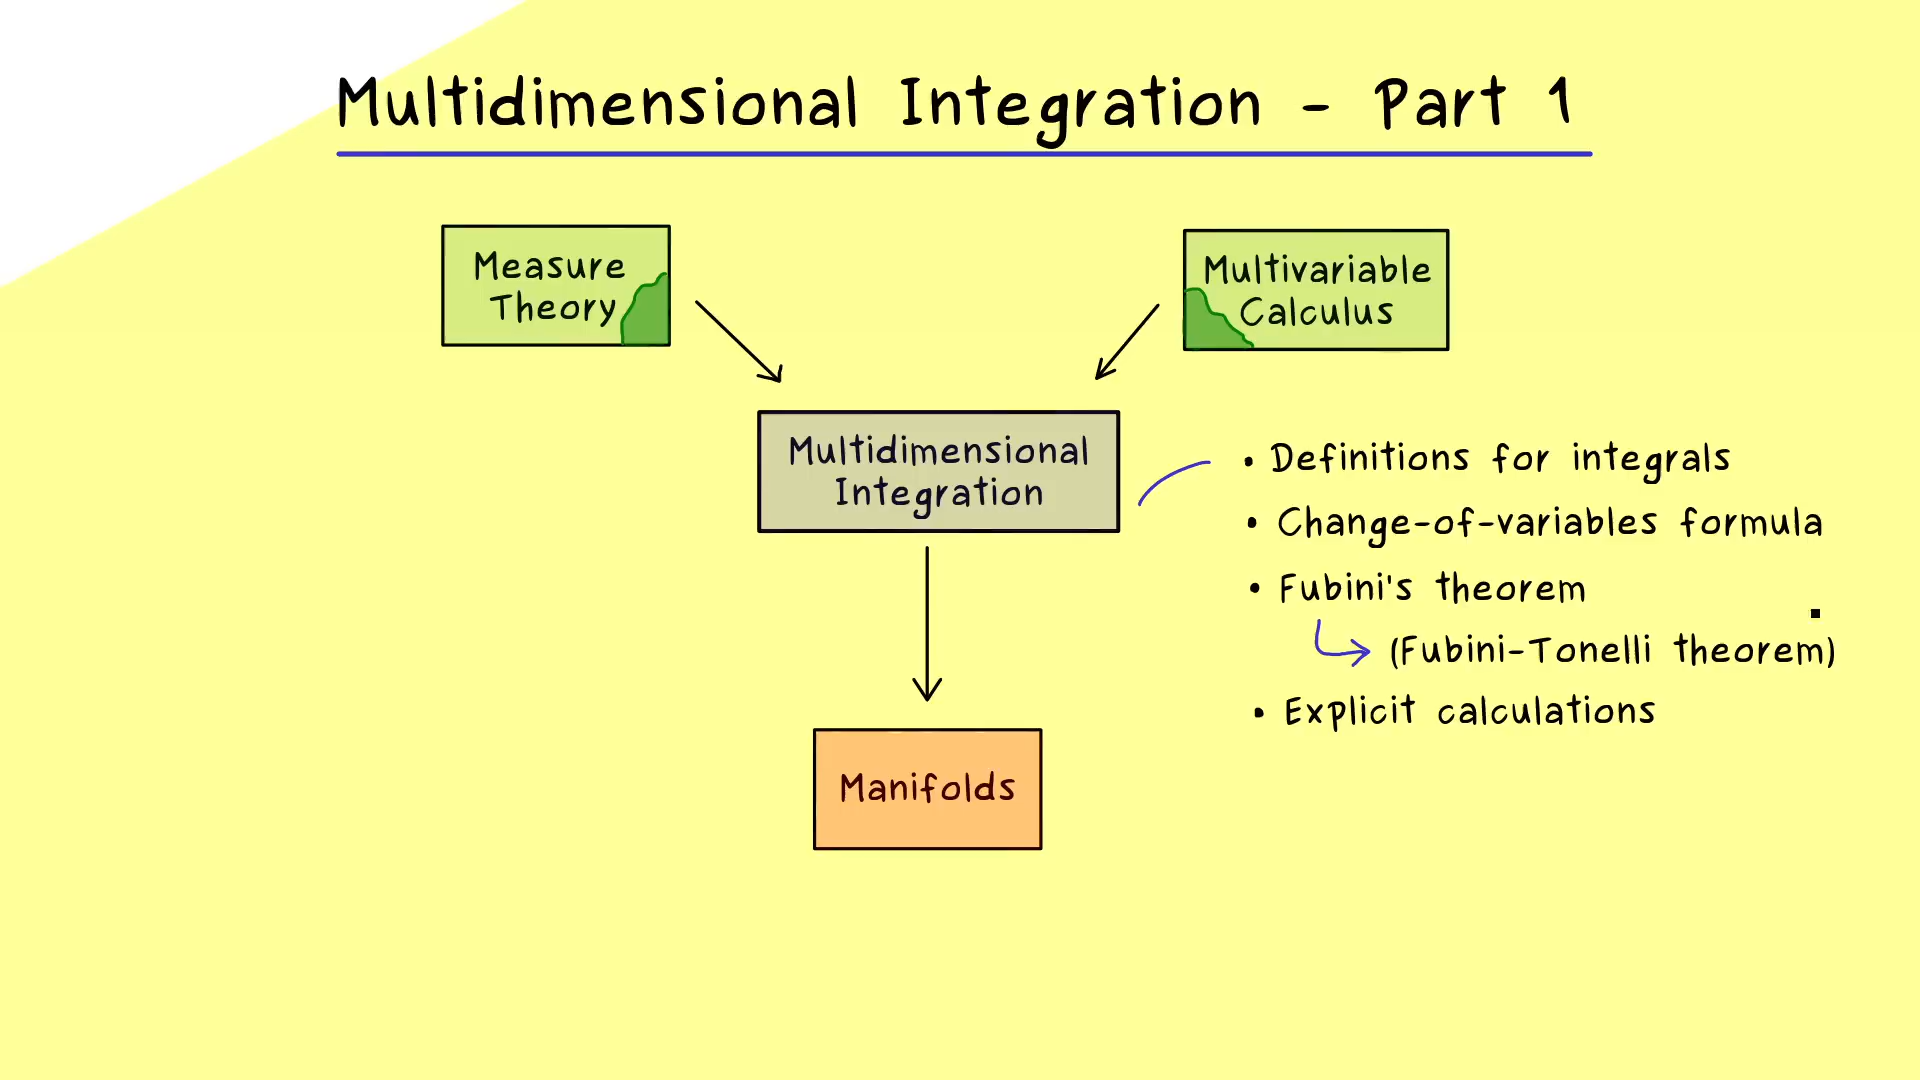 Multidimensional Integration - Part 1
Measure
Theory
Multivariable
Calculus
Multidimensional
Integration
• Definitions for integrals
• Change-of-variables formula
• Fubini's theorem
(Fubini-Tonelli theorem)
• Explicit calculations
Manifolds